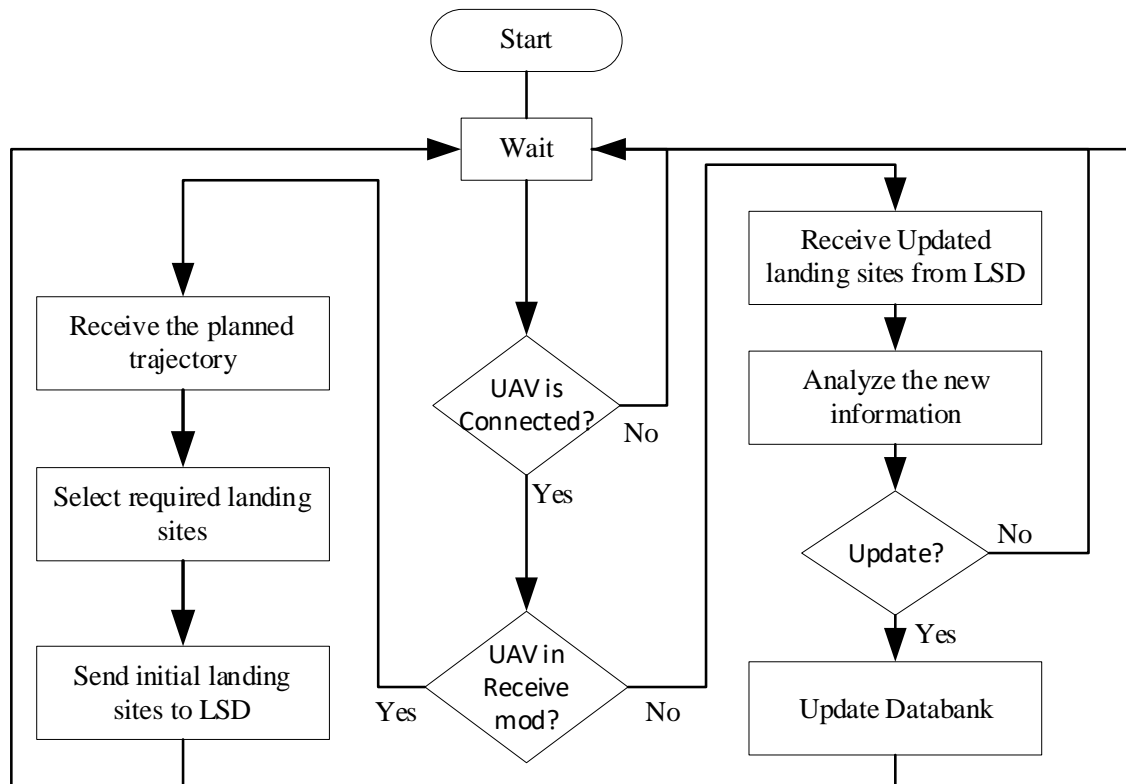 Start
Wait
Receive the planned
trajectory
Select required landing
sites
Send initial landing
sites to LSD
UAV is
Connected?
No
Yes
UAV in
Receive
mod?
Yes
No
Receive Updated
landing sites from LSD
Analyze the new
information
Update?
No
Yes
Update Databank